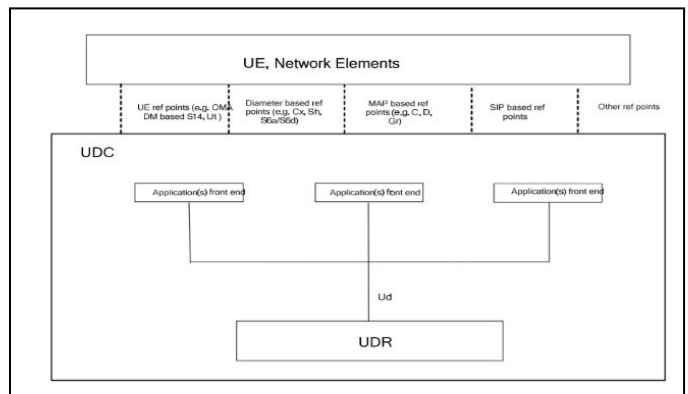 UE, Network Elements
UE ref points (e.g. OMA
DM based S14, Ut )
Diameter based ref
points (e.g. Cx, Sh,
S6a/S6d)
MAP based ref
points (e.g. C, D,
Gr)
SIP based ref
points
Other ref points
UDC
Application(s) front end
Application(s) front end
Application(s) front end
Ud
UDR